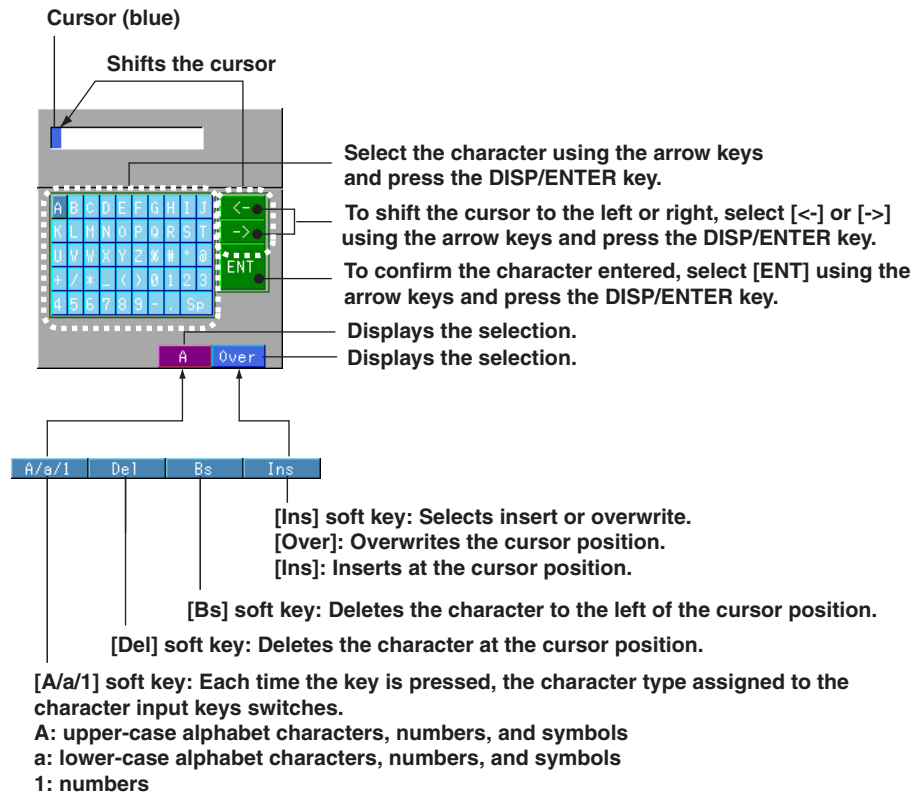 Cursor (blue)
Shifts the cursor
Select the character using the arrow keys
and press the DISP/ENTER key.
A B C D E F G H I J <-
To shift the cursor to the left or right, select [<-] or [->]
K L M N O P Q R S T ->
using the arrow keys and press the DISP/ENTER key.
U V W X Y Z % # ° @
ENT
To confirm the character entered, select [ENT] using the
+ / * _ ( ) 0 1 2 3
arrow keys and press the DISP/ENTER key.
4 5 6 7 8 9 - . Sp
Displays the selection.
A Over
Displays the selection.
A/a/1 Del Bs Ins
[Ins] soft key: Selects insert or overwrite.
[Over]: Overwrites the cursor position.
[Ins]: Inserts at the cursor position.
[Bs] soft key: Deletes the character to the left of the cursor position.
[Del] soft key: Deletes the character at the cursor position.
[A/a/1] soft key: Each time the key is pressed, the character type assigned to the
character input keys switches.
A: upper-case alphabet characters, numbers, and symbols
a: lower-case alphabet characters, numbers, and symbols
1: numbers